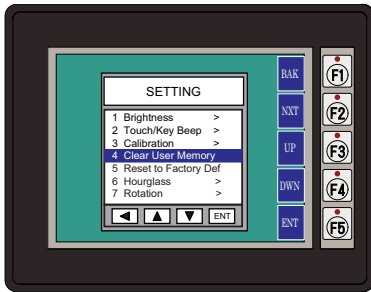 SETTING
1 Brightness >
2 Touch/Key Beep >
3 Calibration >
4 Clear User Memory
5 Reset to Factory Def
6 Hourglass >
7 Rotation >
ENT
BAK
NXT
UP
DWN
ENT
F1
F2
F3
F4
F5